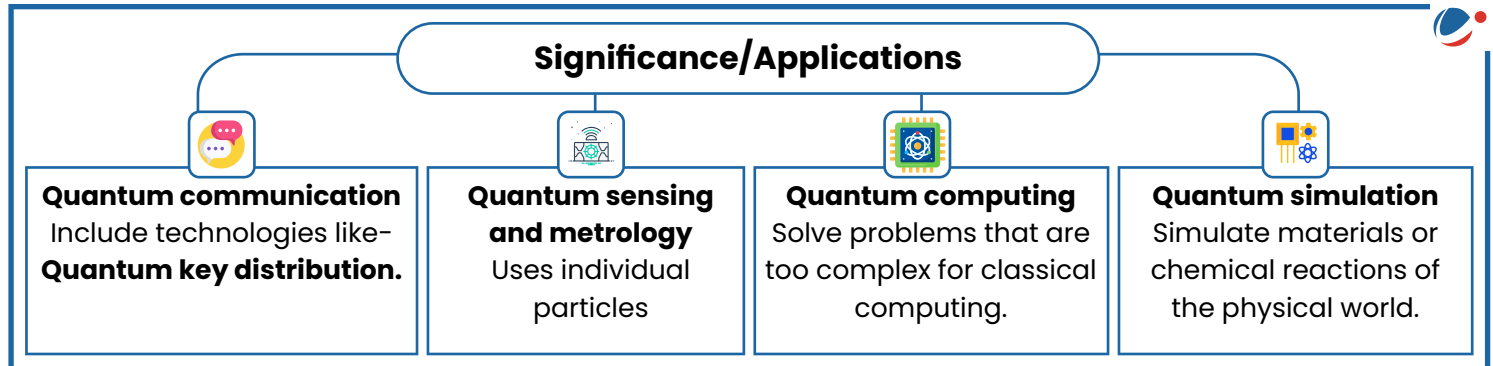 Significance/Applications
Quantum communication
Include technologies like-
Quantum key distribution.
Quantum sensing
and metrology
Uses individual
particles
Quantum computing
Solve problems that are
too complex for classical
computing.
Quantum simulation
Simulate materials or
chemical reactions of
the physical world.